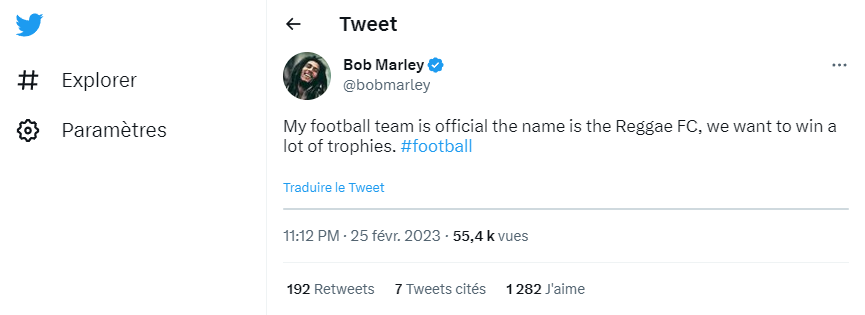 Tweet
Explorer
Paramètres
Bob Marley
@bobmarley
My football team is official the name is the Reggae FC, we want to win a
lot of trophies. #football
Traduire le Tweet
11:12 PM · 25 févr. 2023 · 55,4 k vues
192 Retweets 7 Tweets cités 1 282 J'aime